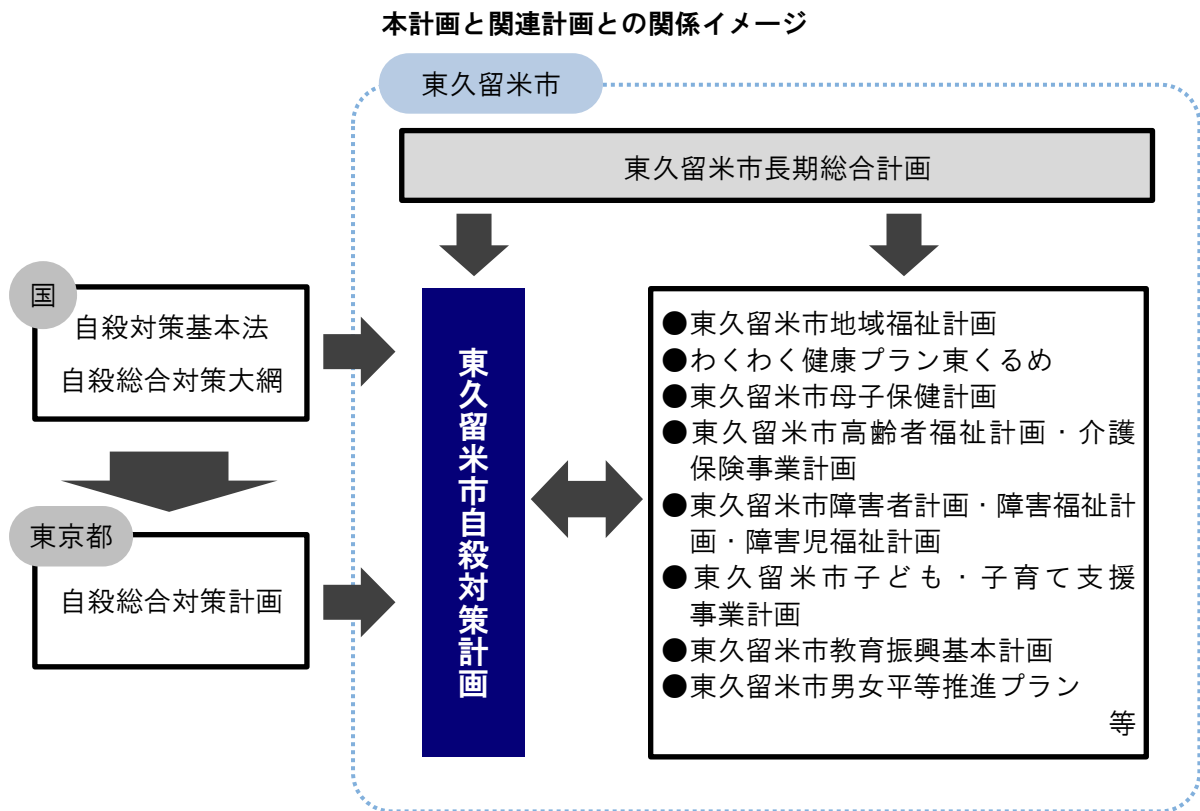 本計画と関連計画との関係イメージ
東久留米市
東久留米市長期総合計画
国
自殺対策基本法
自殺総合対策大綱
東京都
自殺総合対策計画
東久留米市自殺対策計画
●東久留米市地域福祉計画
●わくわく健康プラン東くるめ
●東久留米市母子保健計画
●東久留米市高齢者福祉計画・介護
保険事業計画
●東久留米市障害者計画・障害福祉計
画・障害児福祉計画
●東久留米市子ども・子育て支援
事業計画
●東久留米市教育振興基本計画
●東久留米市男女平等推進プラン
等